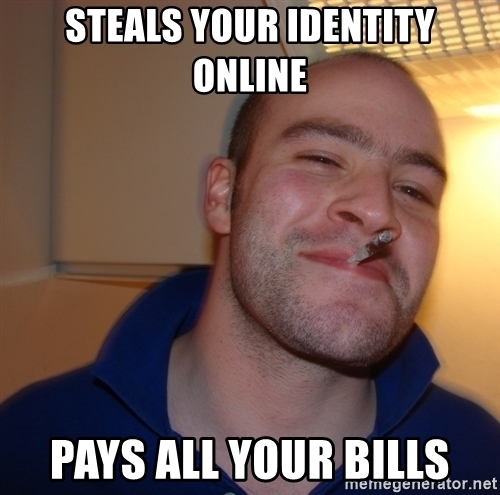 STEALS YOUR IDENTITY
ONLINE
PAYS ALL YOUR BILLS
memegenerator.net